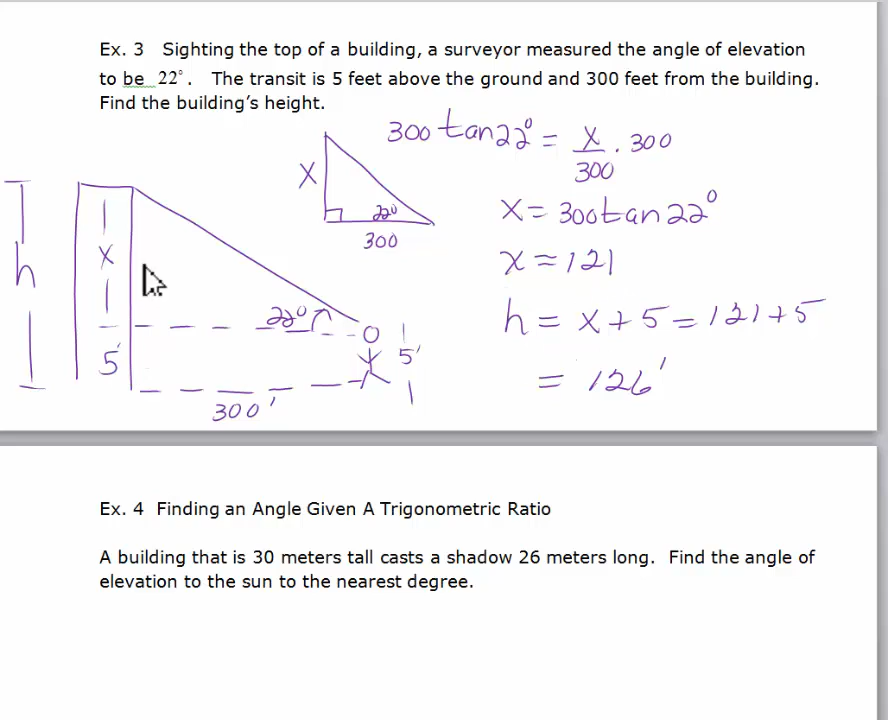 Ex. 3 Sighting the top of a building, a surveyor measured the angle of elevation
to be 22°. The transit is 5 feet above the ground and 300 feet from the building.
Find the building's height.
300 tan 22° = x/300 · 300
x
22°
300
x = 300 tan 22°
x = 121
h = x + 5 = 121 + 5
= 126'
h
x
22°
5'
5'
300'
Ex. 4 Finding an Angle Given A Trigonometric Ratio
A building that is 30 meters tall casts a shadow 26 meters long. Find the angle of
elevation to the sun to the nearest degree.